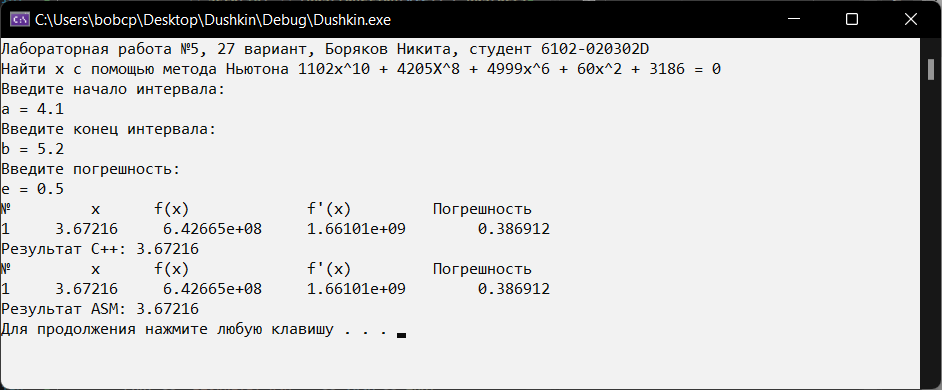 C:\Users\bobcp\Desktop\Dushkin\Debug\Dushkin.exe
Лабораторная работа №5, 27 вариант, Боряков Никита, студент 6102-020302D
Найти x с помощью метода Ньютона 1102x^10 + 4205X^8 + 4999x^6 + 60x^2 + 3186 = 0
Введите начало интервала:
a = 4.1
Введите конец интервала:
b = 5.2
Введите погрешность:
e = 0.5
№ x f(x) f'(x) Погрешность
1 3.67216 6.42665e+08 1.66101e+09 0.386912
Результат C++: 3.67216
№ x f(x) f'(x) Погрешность
1 3.67216 6.42665e+08 1.66101e+09 0.386912
Результат ASM: 3.67216
Для продолжения нажмите любую клавишу . . .